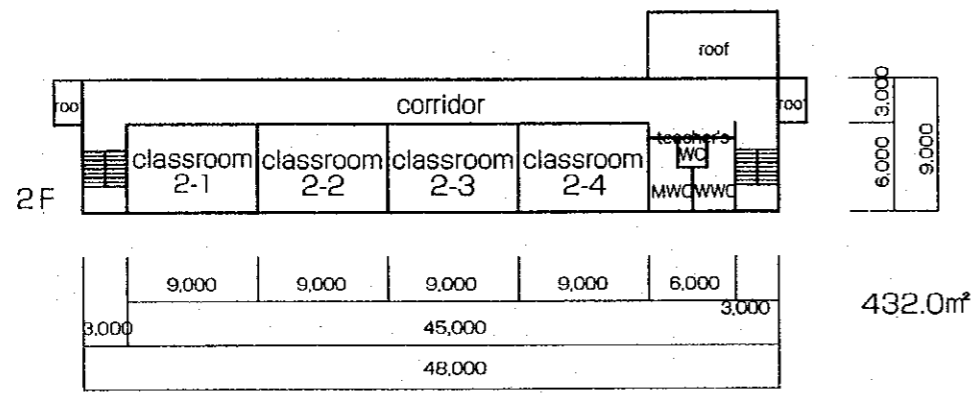 roof
roo
corridor
roof
3,000
6,000
9,000
classroom
2-1
classroom
2-2
classroom
2-3
classroom
2-4
teacher's
WC
MWC
WWC
2F
9,000
9,000
9,000
9,000
6,000
3,000
3,000
45,000
48,000
432.0㎡